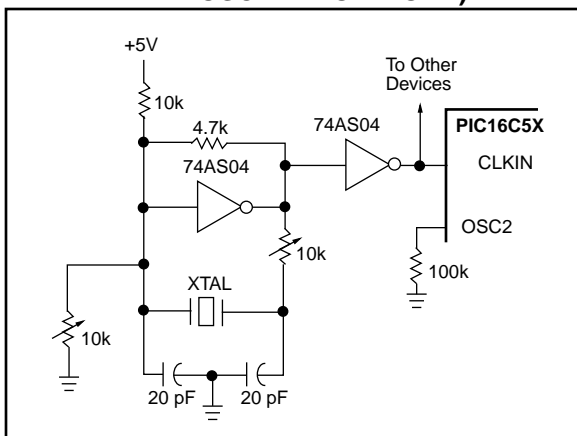 +5V
To Other
Devices
10k
4.7k
74AS04
PIC16C5X
74AS04
CLKIN
OSC2
10k
100k
XTAL
10k
20 pF
20 pF